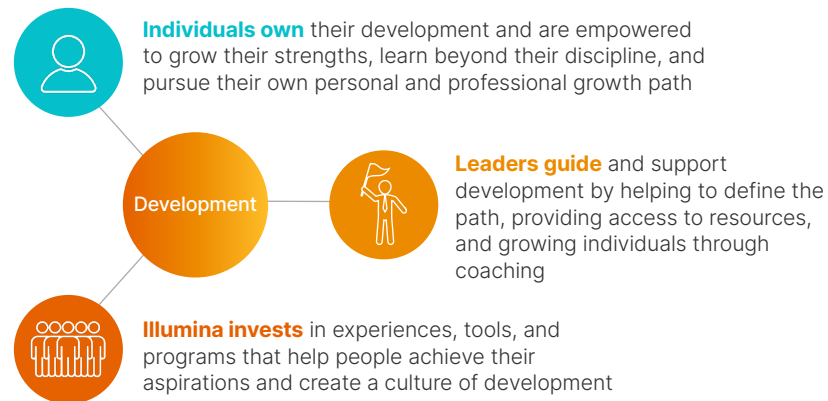 Individuals own their development and are empowered
to grow their strengths, learn beyond their discipline, and
pursue their own personal and professional growth path
Development
Leaders guide and support
development by helping to define the
path, providing access to resources,
and growing individuals through
coaching
Illumina invests in experiences, tools, and
programs that help people achieve their
aspirations and create a culture of development